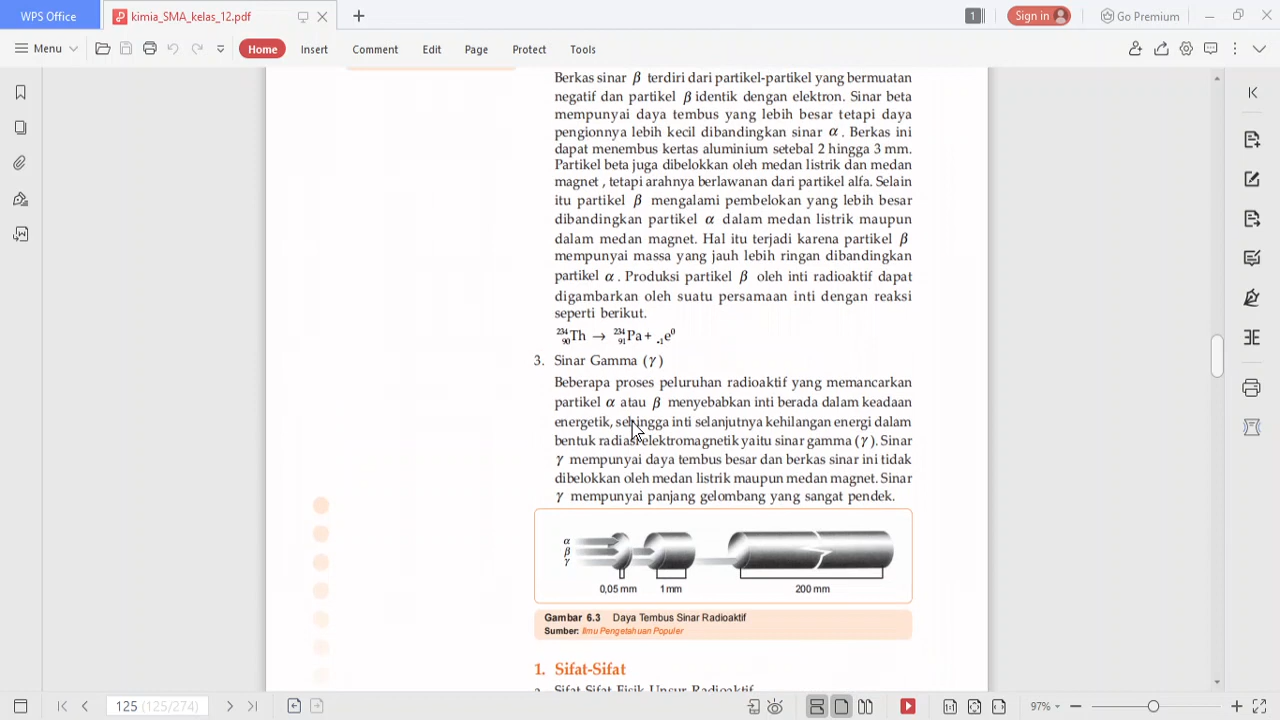 WPS Office
kimia_SMA_kelas_12.pdf
1
Sign in
Go Premium
Menu
Home
Insert
Comment
Edit
Page
Protect
Tools
Berkas sinar β terdiri dari partikel-partikel yang bermuatan
negatif dan partikel β identik dengan elektron. Sinar beta
mempunyai daya tembus yang lebih besar tetapi daya
pengionnya lebih kecil dibandingkan sinar α. Berkas ini
dapat menembus kertas aluminium setebal 2 hingga 3 mm.
Partikel beta juga dibelokkan oleh medan listrik dan medan
magnet , tetapi arahnya berlawanan dari partikel alfa. Selain
itu partikel β mengalami pembelokan yang lebih besar
dibandingkan partikel α dalam medan listrik maupun
dalam medan magnet. Hal itu terjadi karena partikel β
mempunyai massa yang jauh lebih ringan dibandingkan
partikel α. Produksi partikel β oleh inti radioaktif dapat
digambarkan oleh suatu persamaan inti dengan reaksi
seperti berikut.
²³⁴₉₀Th → ²³⁴₉₁Pa + ₋₁e⁰
3. Sinar Gamma (γ)
Beberapa proses peluruhan radioaktif yang memancarkan
partikel α atau β menyebabkan inti berada dalam keadaan
energetik, sehingga inti selanjutnya kehilangan energi dalam
bentuk radiasi elektromagnetik yaitu sinar gamma (γ). Sinar
γ mempunyai daya tembus besar dan berkas sinar ini tidak
dibelokkan oleh medan listrik maupun medan magnet. Sinar
γ mempunyai panjang gelombang yang sangat pendek.
α
β
γ
0,05 mm 1 mm 200 mm
Gambar 6.3 Daya Tembus Sinar Radioaktif
Sumber: Ilmu Pengetahuan Populer
1. Sifat-Sifat
a. Sifat-Sifat Fisik Unsur Radioaktif
125 (125/274)
97%